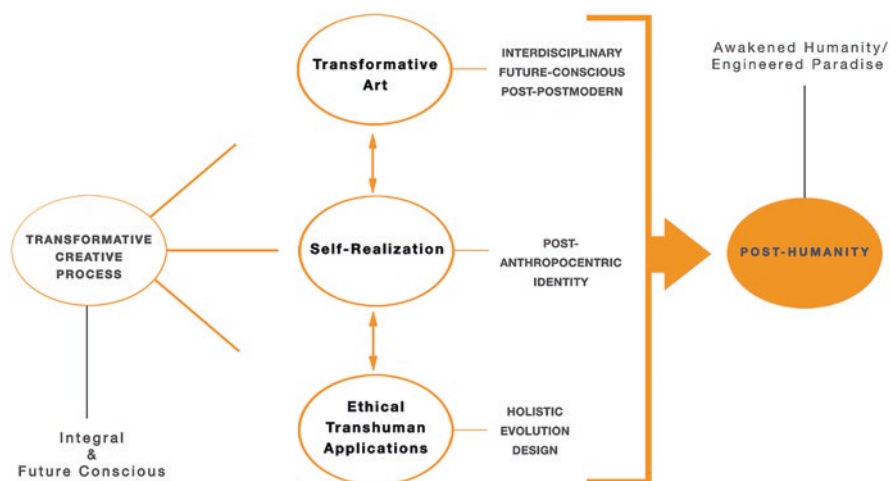 Transformative
Art
INTERDISCIPLINARY
FUTURE-CONSCIOUS
POST-POSTMODERN
Awakened Humanity/
Engineered Paradise
TRANSFORMATIVE
CREATIVE
PROCESS
Self-Realization
POST-
ANTHROPOCENTRIC
IDENTITY
POST-HUMANITY
Ethical
Transhuman
Applications
HOLISTIC
EVOLUTION
DESIGN
Integral
&
Future Conscious